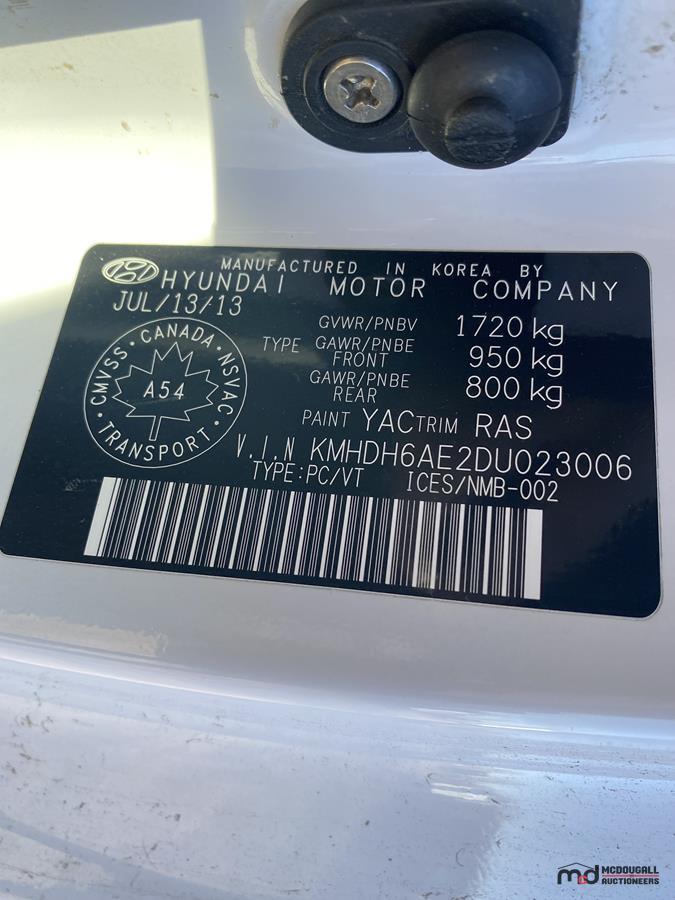 MANUFACTURED IN KOREA BY
HYUNDAI MOTOR COMPANY
JUL/13/13
GVWR/PNBV 1720 kg
TYPE GAWR/PNBE FRONT 950 kg
GAWR/PNBE REAR 800 kg
CMVSS · CANADA · NSVAC
A54
TRANSPORT
PAINT YAC TRIM RAS
V.I.N KMHDH6AE2DU023006
TYPE:PC/VT ICES/NMB-002
md MCDOUGALL
AUCTIONEERS